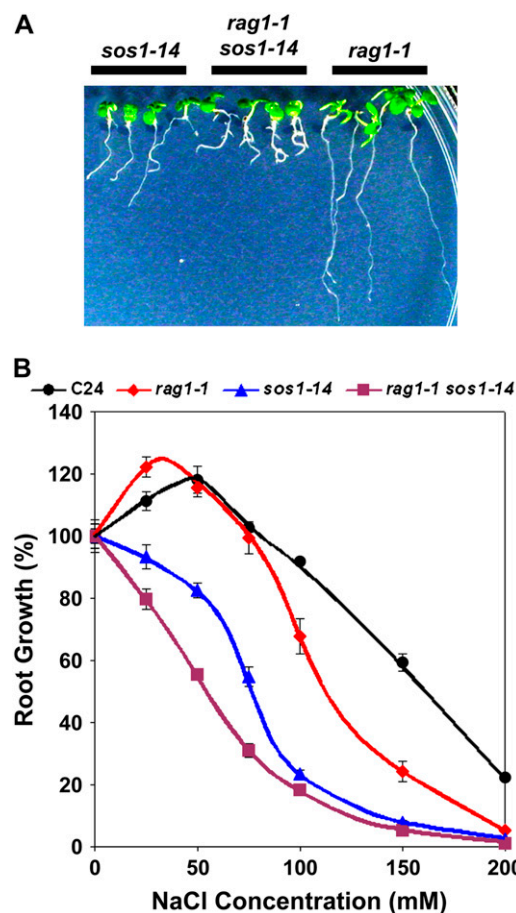 A
sos1-14
rag1-1
sos1-14
rag1-1
B
C24
rag1-1
sos1-14
rag1-1 sos1-14
140
120
100
80
60
40
20
0
Root Growth (%)
0 50 100 150 200
NaCl Concentration (mM)